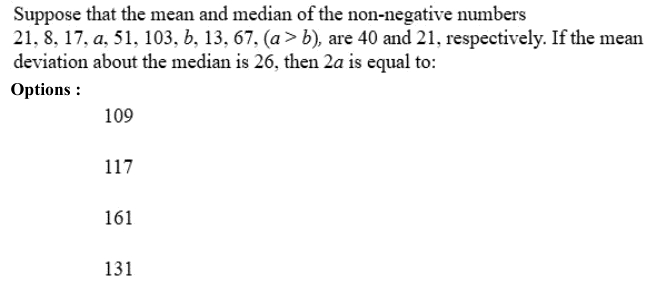 Suppose that the mean and median of the non-negative numbers
21, 8, 17, a, 51, 103, b, 13, 67, (a > b), are 40 and 21, respectively. If the mean
deviation about the median is 26, then 2a is equal to:
Options :
109
117
161
131